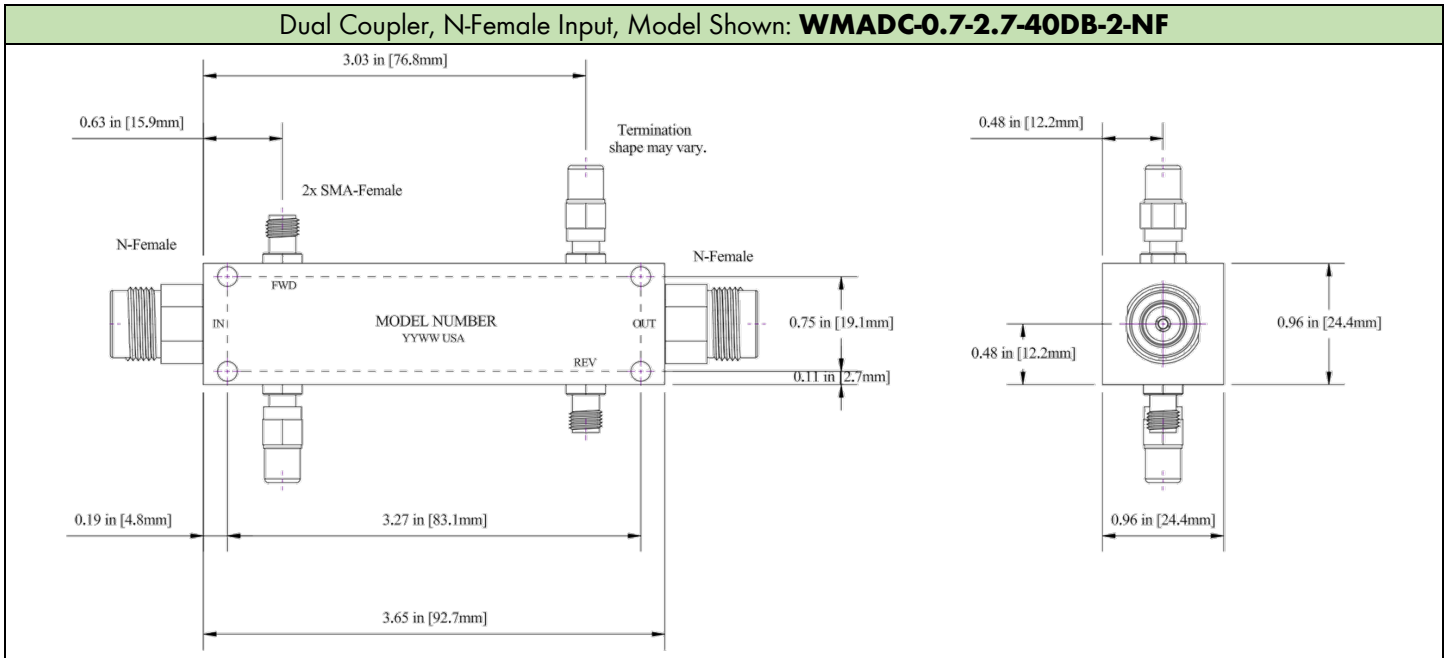 Dual Coupler, N-Female Input, Model Shown: WMADC-0.7-2.7-40DB-2-NF
3.03 in [76.8mm]
0.63 in [15.9mm]
Termination
shape may vary.
2x SMA-Female
N-Female
N-Female
FWD
IN
MODEL NUMBER
YYWW USA
OUT
REV
0.75 in [19.1mm]
0.11 in [2.7mm]
0.19 in [4.8mm]
3.27 in [83.1mm]
3.65 in [92.7mm]
0.48 in [12.2mm]
0.48 in [12.2mm]
0.96 in [24.4mm]
0.96 in [24.4mm]